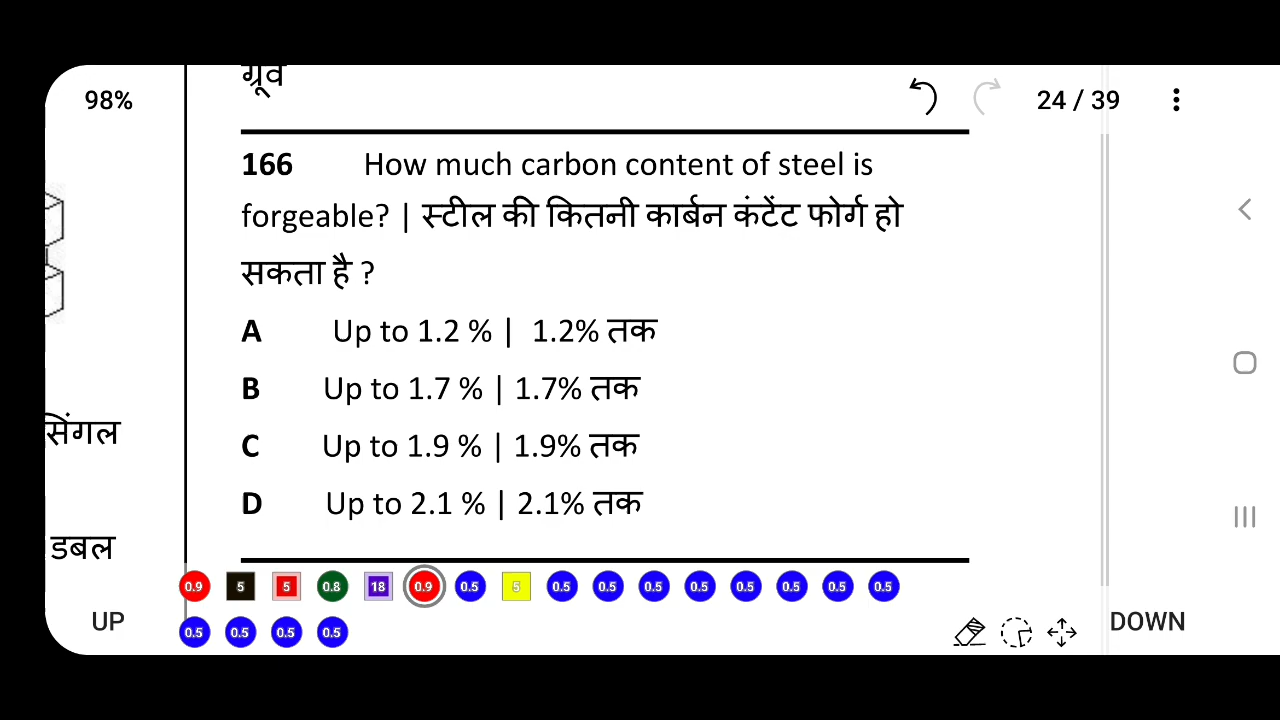 ग्रूव
98%
24 / 39
166 How much carbon content of steel is
forgeable? | स्टील की कितनी कार्बन कंटेंट फोर्ग हो
सकता है ?
A Up to 1.2 % | 1.2% तक
B Up to 1.7 % | 1.7% तक
C Up to 1.9 % | 1.9% तक
D Up to 2.1 % | 2.1% तक
सिंगल
डबल
0.9 5 5 0.8 18 0.9 0.5 5 0.5 0.5 0.5 0.5 0.5 0.5 0.5 0.5
UP
DOWN
0.5 0.5 0.5 0.5